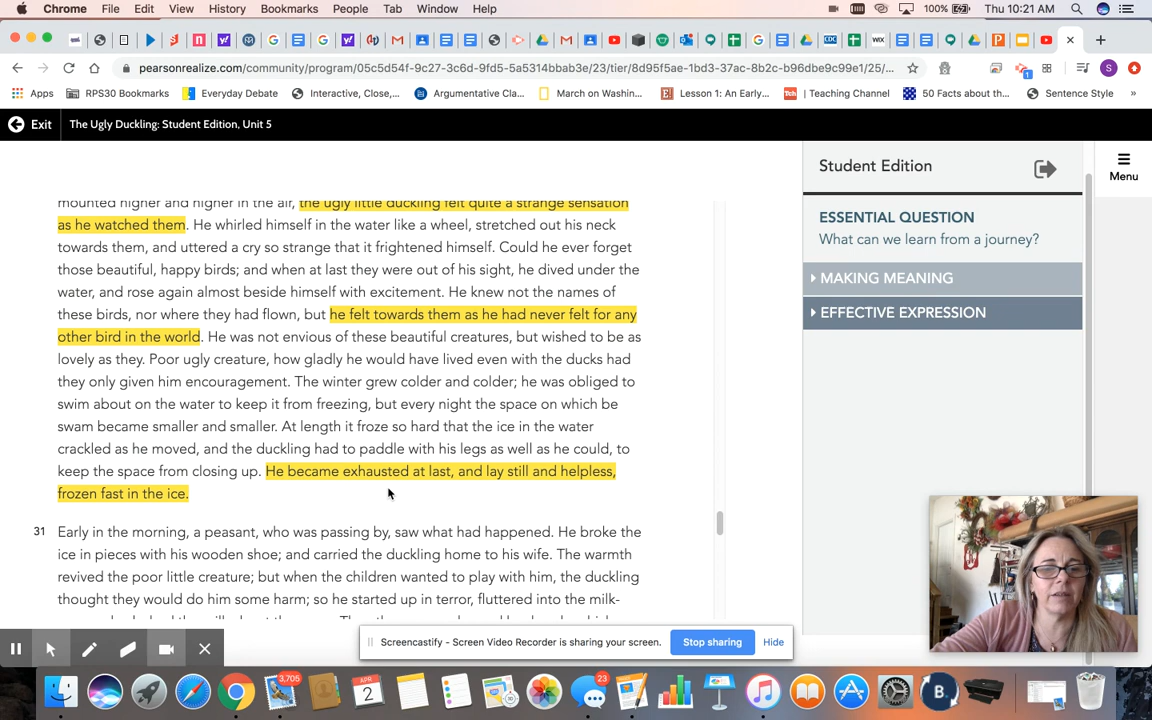 Chrome File Edit View History Bookmarks People Tab Window Help 100% Thu 10:21 AM
pearsonrealize.com/community/program/05c5d54f-9c27-3c6d-9fd5-5a5314bbab3e/23/tier/8d95f5ae-1bd3-37ac-8b2c-b96dbe9c99e1/25/...
Apps RPS30 Bookmarks Everyday Debate Interactive, Close,... Argumentative Cla... March on Washin... Lesson 1: An Early... | Teaching Channel 50 Facts about th... Sentence Style »
Exit The Ugly Duckling: Student Edition, Unit 5
mounted higher and higher in the air, the ugly little duckling felt quite a strange sensation
as he watched them. He whirled himself in the water like a wheel, stretched out his neck
towards them, and uttered a cry so strange that it frightened himself. Could he ever forget
those beautiful, happy birds; and when at last they were out of his sight, he dived under the
water, and rose again almost beside himself with excitement. He knew not the names of
these birds, nor where they had flown, but he felt towards them as he had never felt for any
other bird in the world. He was not envious of these beautiful creatures, but wished to be as
lovely as they. Poor ugly creature, how gladly he would have lived even with the ducks had
they only given him encouragement. The winter grew colder and colder; he was obliged to
swim about on the water to keep it from freezing, but every night the space on which be
swam became smaller and smaller. At length it froze so hard that the ice in the water
crackled as he moved, and the duckling had to paddle with his legs as well as he could, to
keep the space from closing up. He became exhausted at last, and lay still and helpless,
frozen fast in the ice.
31 Early in the morning, a peasant, who was passing by, saw what had happened. He broke the
ice in pieces with his wooden shoe; and carried the duckling home to his wife. The warmth
revived the poor little creature; but when the children wanted to play with him, the duckling
thought they would do him some harm; so he started up in terror, fluttered into the milk-
Student Edition
Menu
ESSENTIAL QUESTION
What can we learn from a journey?
MAKING MEANING
EFFECTIVE EXPRESSION
Screencastify - Screen Video Recorder is sharing your screen. Stop sharing Hide
3,705
APR
2
23
B